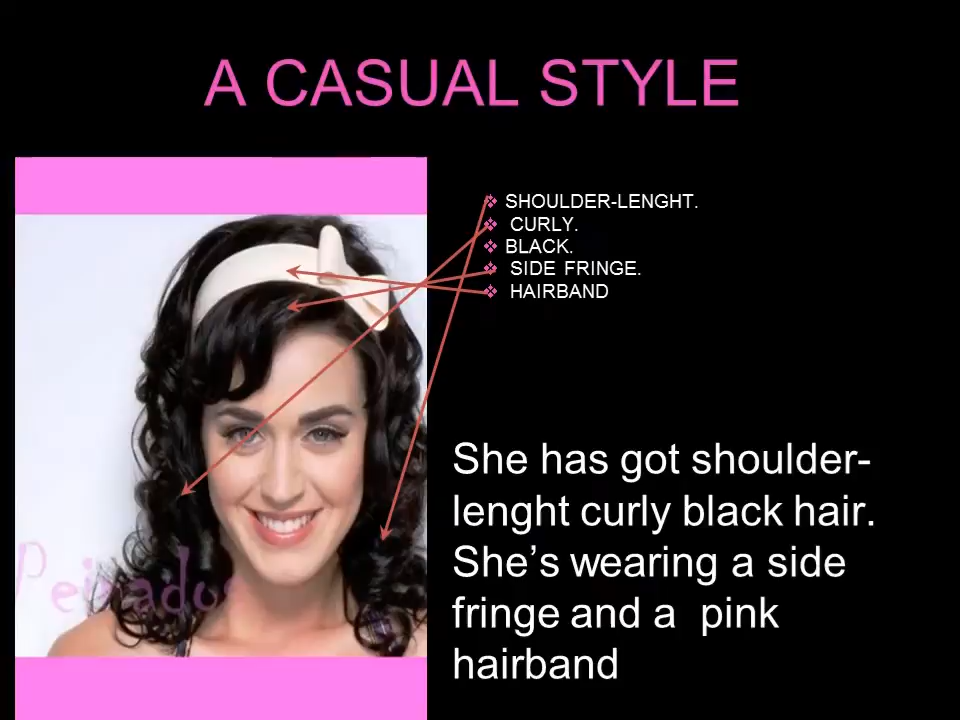 A CASUAL STYLE
SHOULDER-LENGHT.
CURLY.
BLACK.
SIDE FRINGE.
HAIRBAND
She has got shoulder-
lenght curly black hair.
She’s wearing a side
fringe and a pink
hairband
Peinados